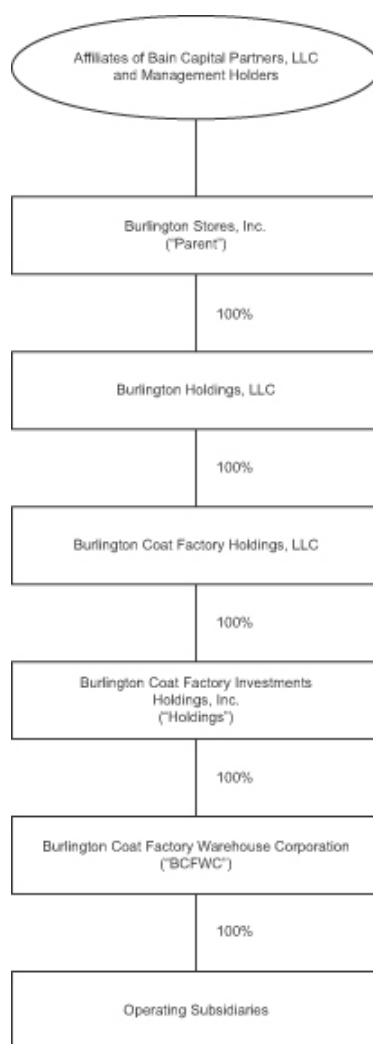 Affiliates of Bain Capital Partners, LLC
and Management Holders
Burlington Stores, Inc.
("Parent")
100%
Burlington Holdings, LLC
100%
Burlington Coat Factory Holdings, LLC
100%
Burlington Coat Factory Investments
Holdings, Inc.
("Holdings")
100%
Burlington Coat Factory Warehouse Corporation
("BCFWC")
100%
Operating Subsidiaries